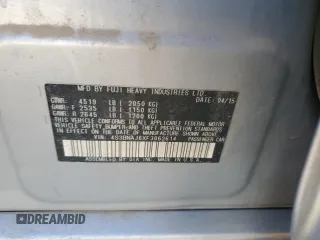 MFD BY FUJI HEAVY INDUSTRIES LTD.
DATE: 04/15
GVWR: 4519 LB ( 2050 KG)
GAWR: F 2535 LB ( 1150 KG)
GAWR: R 2645 LB ( 1200 KG)
THIS VEHICLE CONFORMS TO ALL APPLICABLE
FEDERAL MOTOR VEHICLE SAFETY, BUMPER, AND
THEFT PREVENTION STANDARDS IN EFFECT ON THE
DATE OF MANUFACTURE SHOWN ABOVE.
VIN:
PASSENGER CAR
ASSEMBLED BY SIA INC. MADE IN U.S.A.
AUTOBIDMASTER